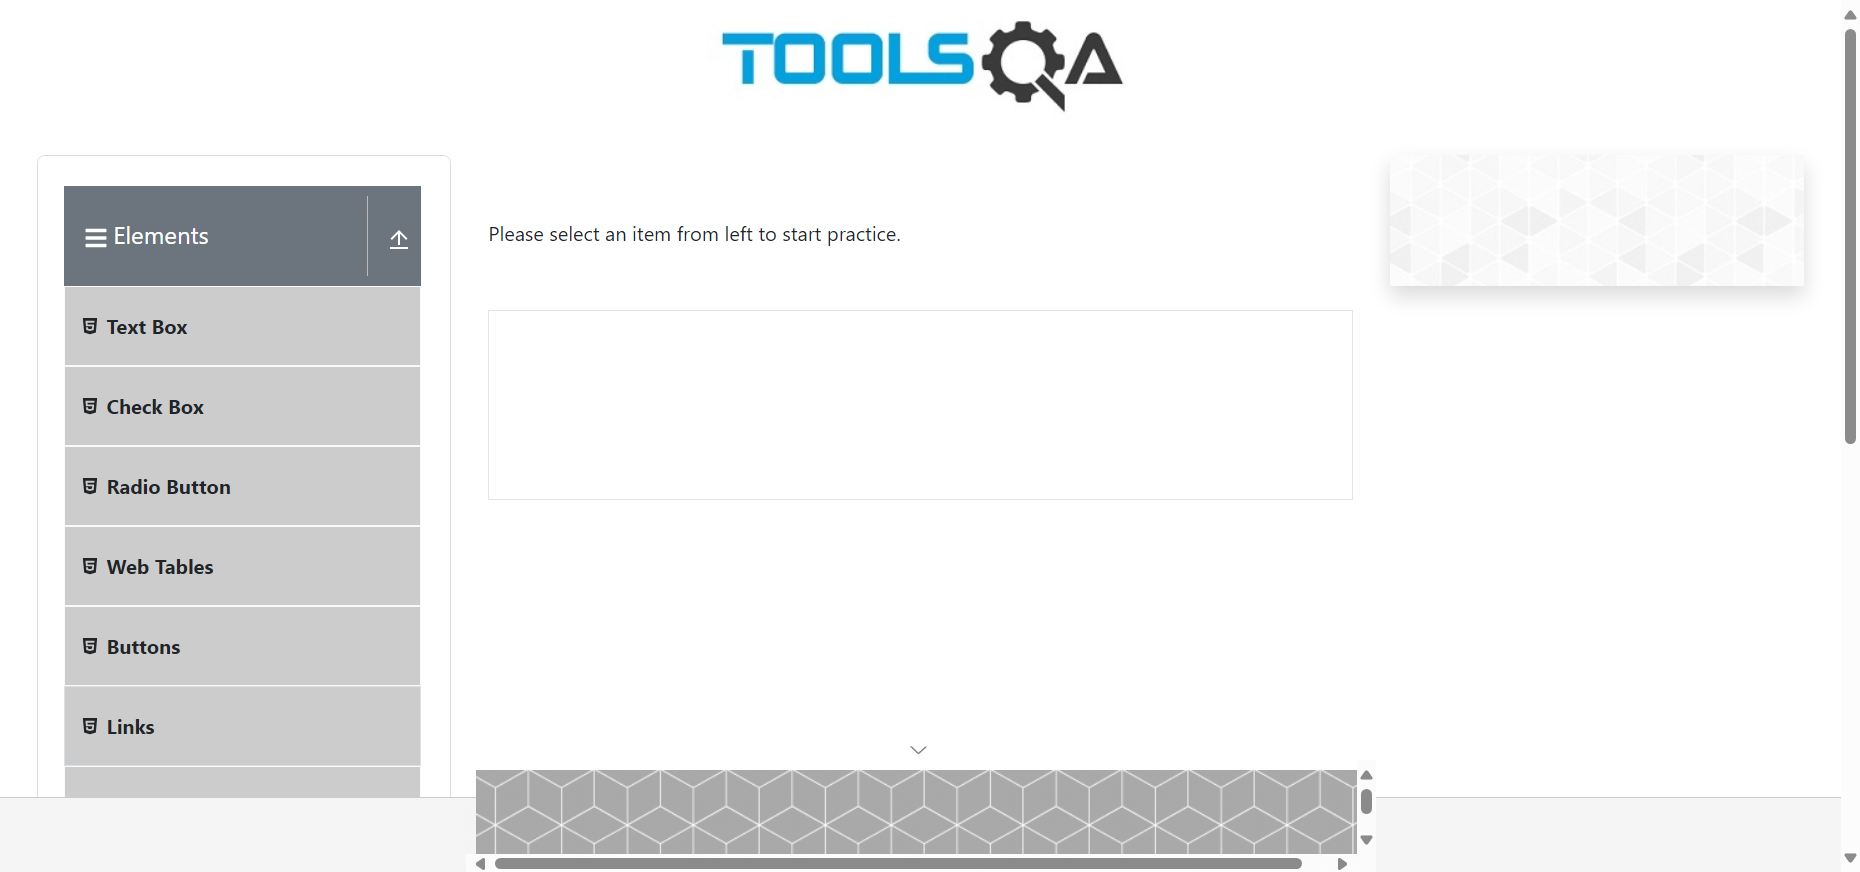 TOOLSQA
Elements
Please select an item from left to start practice.
Text Box
Check Box
Radio Button
Web Tables
Buttons
Links